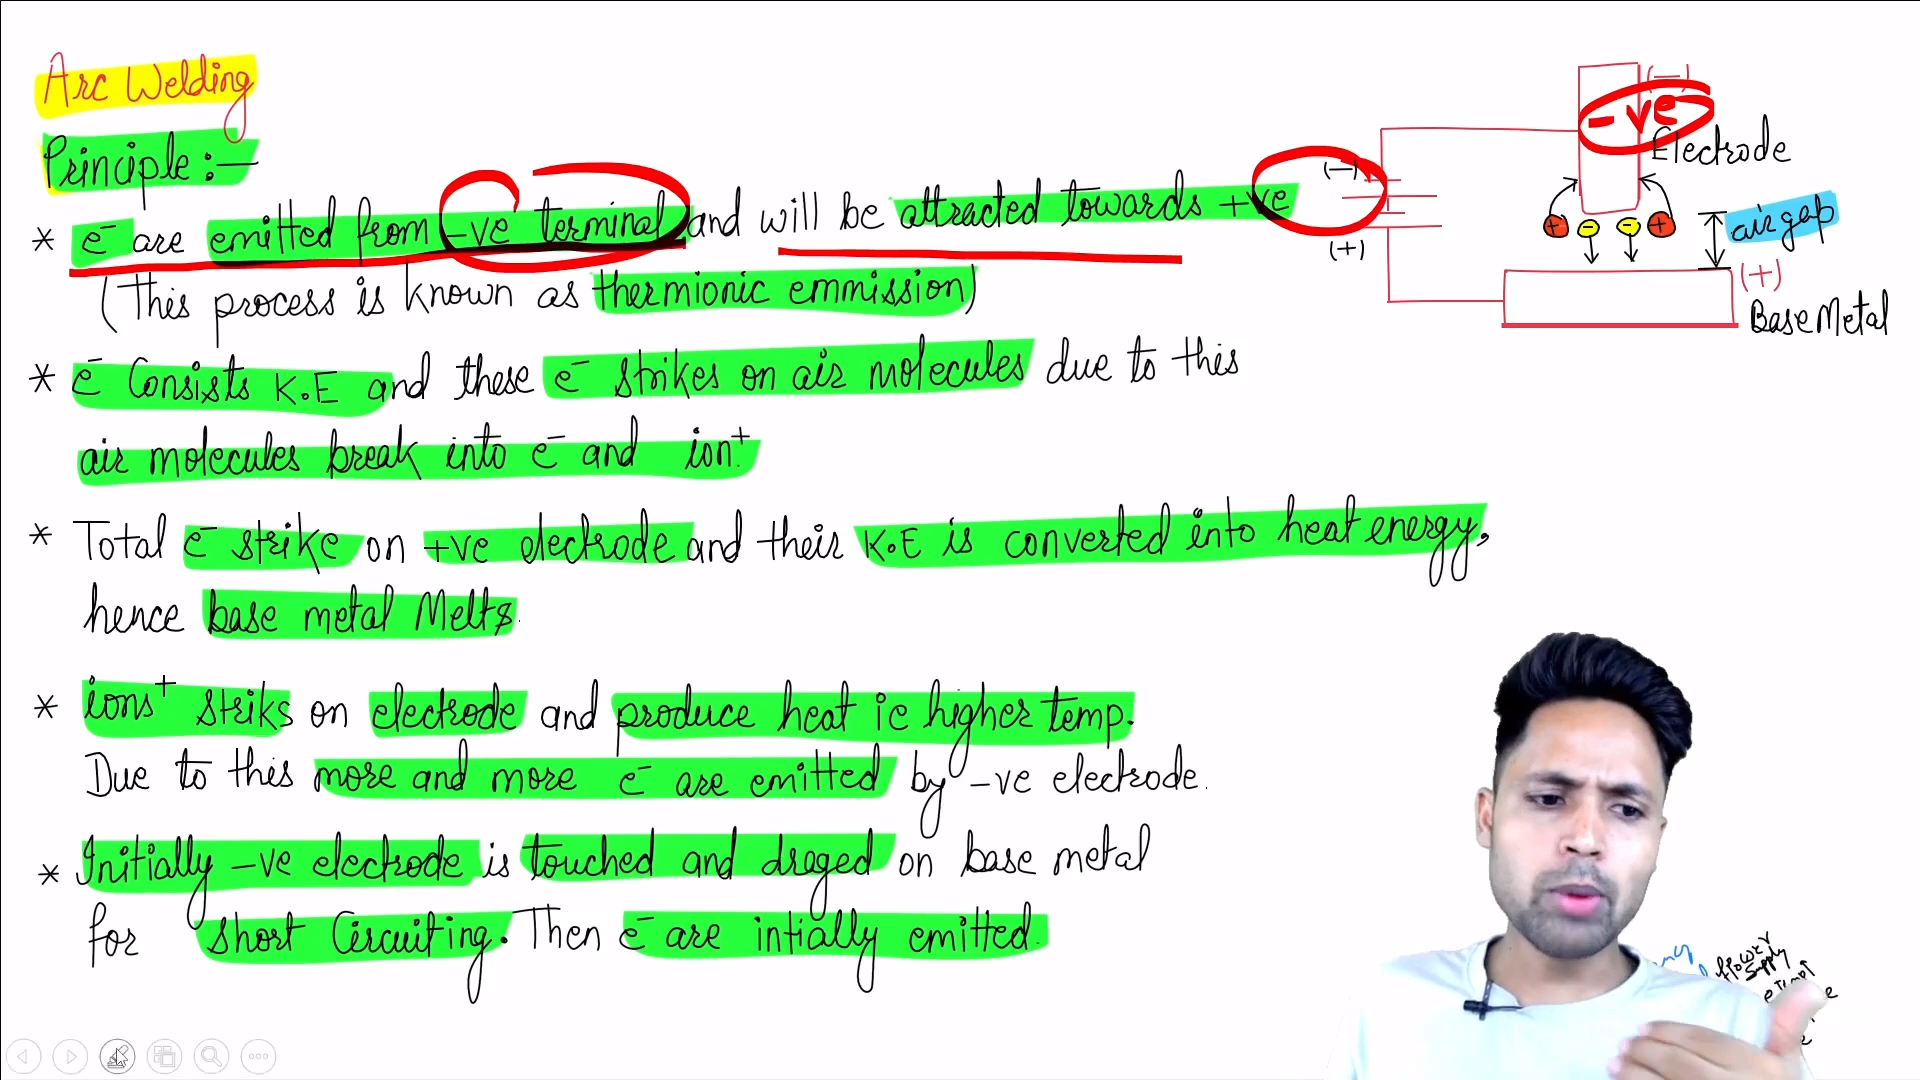 Arc Welding
Principle :-
* e⁻ are emitted from -ve terminal and will be attracted towards +ve
(This process is known as thermionic emmission)
* e⁻ Consists K.E and these e⁻ strikes on air molecules due to this
air molecules break into e⁻ and ion⁺.
* Total e⁻ strike on +ve electrode and their K.E is converted into heat energy,
hence base metal Melts.
* ions⁺ striks on electrode and produce heat ie higher temp.
Due to this more and more e⁻ are emitted by -ve electrode.
* Initially -ve electrode is touched and draged on base metal
for short Circuiting. Then e⁻ are intially emitted.
(-)
-ve
Electrode
(-)
(+)
+ - - +
air gap
(+)
Base Metal
Supply